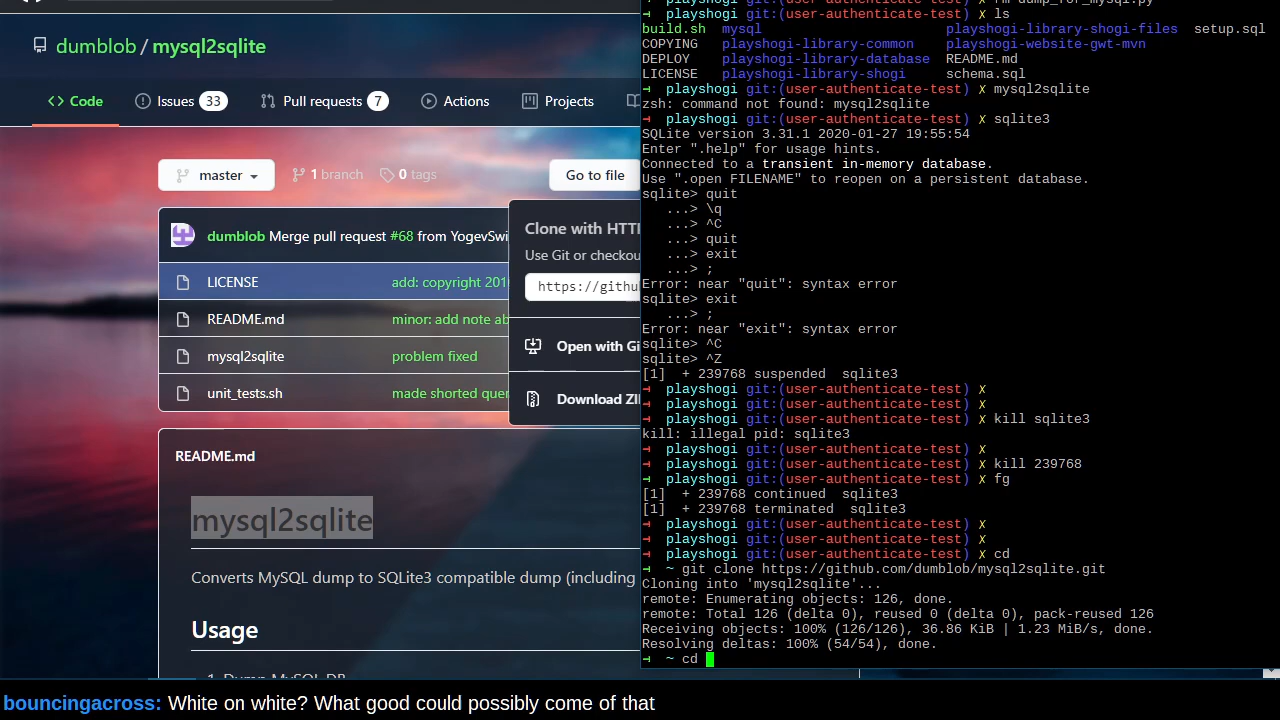 dumblob / mysql2sqlite
Code
Issues 33
Pull requests 7
Actions
Projects
master
1 branch
0 tags
Go to file
dumblob Merge pull request #68 from YogevSwi
Clone with HTT
Use Git or checkou
https://githu
LICENSE
add: copyright 201
README.md
minor: add note ab
mysql2sqlite
problem fixed
Open with Gi
unit_tests.sh
made shorted quer
Download ZI
README.md
mysql2sqlite
Converts MySQL dump to SQLite3 compatible dump (including
Usage
1. Dump MySQL DB
➜ playshogi git:(user-authenticate-test) ✗ rm dump_for_mysql.py
➜ playshogi git:(user-authenticate-test) ✗ ls
build.sh mysql playshogi-library-shogi-files setup.sql
COPYING playshogi-library-common playshogi-website-gwt-mvn
DEPLOY playshogi-library-database README.md
LICENSE playshogi-library-shogi schema.sql
➜ playshogi git:(user-authenticate-test) ✗ mysql2sqlite
zsh: command not found: mysql2sqlite
➜ playshogi git:(user-authenticate-test) ✗ sqlite3
SQLite version 3.31.1 2020-01-27 19:55:54
Enter ".help" for usage hints.
Connected to a transient in-memory database.
Use ".open FILENAME" to reopen on a persistent database.
sqlite> quit
...> \q
...> ^C
...> quit
...> exit
...> ;
Error: near "quit": syntax error
sqlite> exit
...> ;
Error: near "exit": syntax error
sqlite> ^C
sqlite> ^Z
[1] + 239768 suspended sqlite3
➜ playshogi git:(user-authenticate-test) ✗
➜ playshogi git:(user-authenticate-test) ✗
➜ playshogi git:(user-authenticate-test) ✗ kill sqlite3
kill: illegal pid: sqlite3
➜ playshogi git:(user-authenticate-test) ✗
➜ playshogi git:(user-authenticate-test) ✗ kill 239768
➜ playshogi git:(user-authenticate-test) ✗ fg
[1] + 239768 continued sqlite3
[1] + 239768 terminated sqlite3
➜ playshogi git:(user-authenticate-test) ✗
➜ playshogi git:(user-authenticate-test) ✗
➜ playshogi git:(user-authenticate-test) ✗ cd
➜ ~ git clone https://github.com/dumblob/mysql2sqlite.git
Cloning into 'mysql2sqlite'...
remote: Enumerating objects: 126, done.
remote: Total 126 (delta 0), reused 0 (delta 0), pack-reused 126
Receiving objects: 100% (126/126), 36.86 KiB | 1.23 MiB/s, done.
Resolving deltas: 100% (54/54), done.
➜ ~ cd
bouncingacross: White on white? What good could possibly come of that